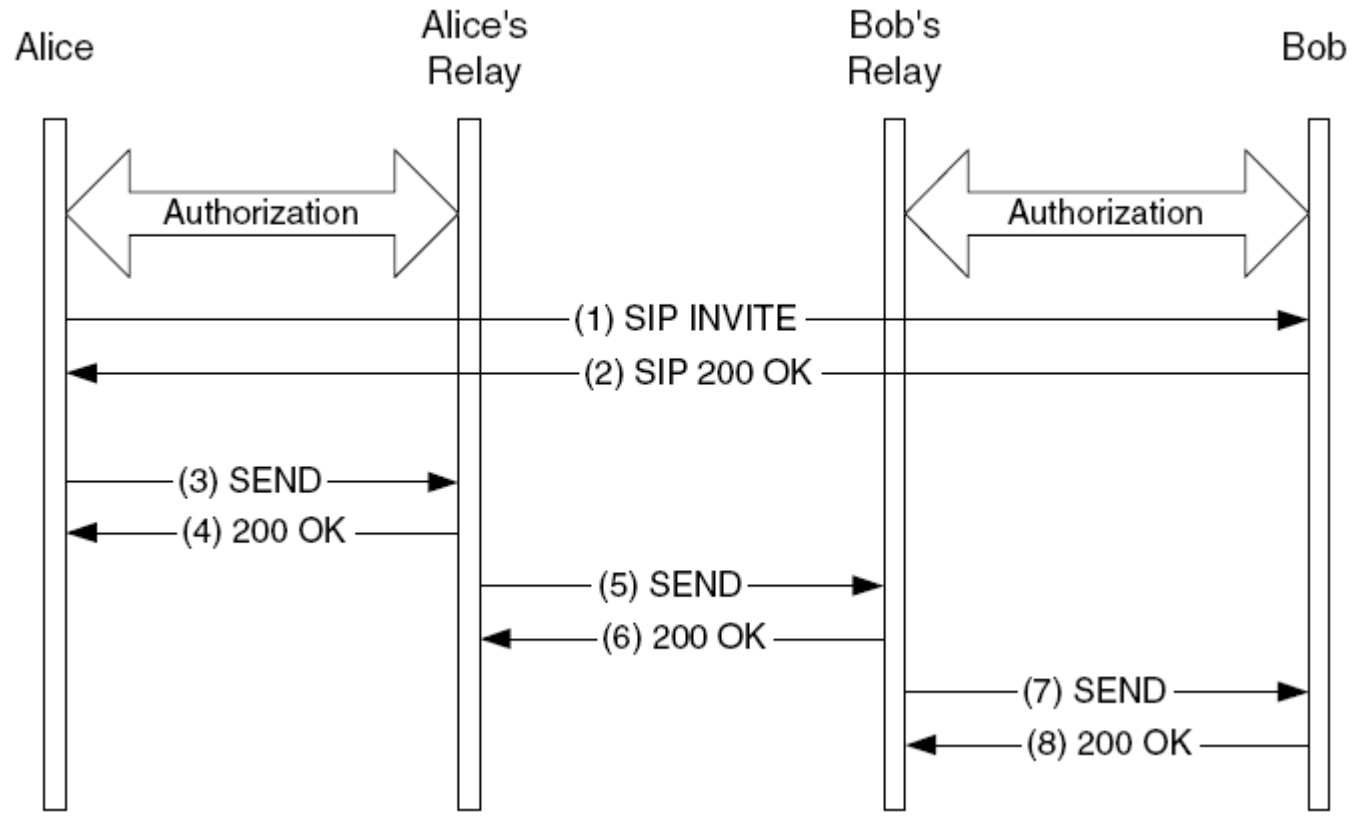 Alice
Alice's
Relay
Bob's
Relay
Bob
Authorization
Authorization
(1) SIP INVITE
(2) SIP 200 OK
(3) SEND
(4) 200 OK
(5) SEND
(6) 200 OK
(7) SEND
(8) 200 OK